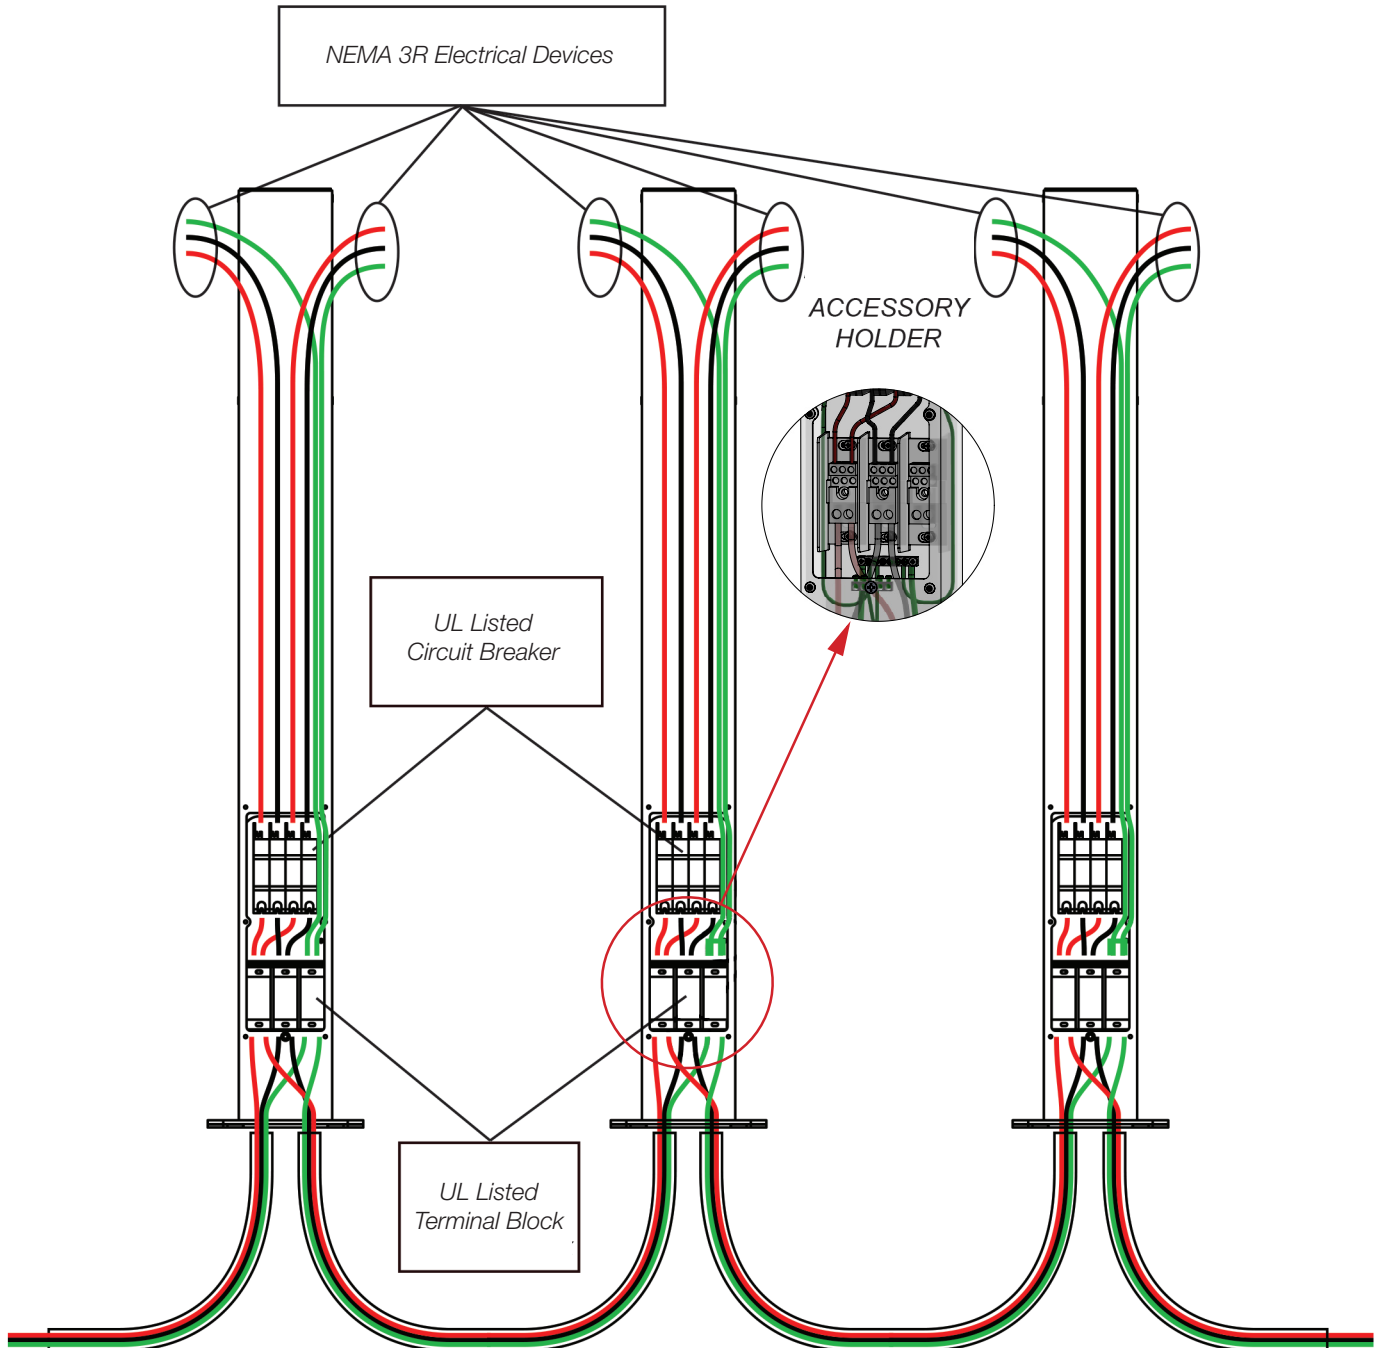 NEMA 3R Electrical Devices
ACCESSORY
HOLDER
UL Listed
Circuit Breaker
UL Listed
Terminal Block